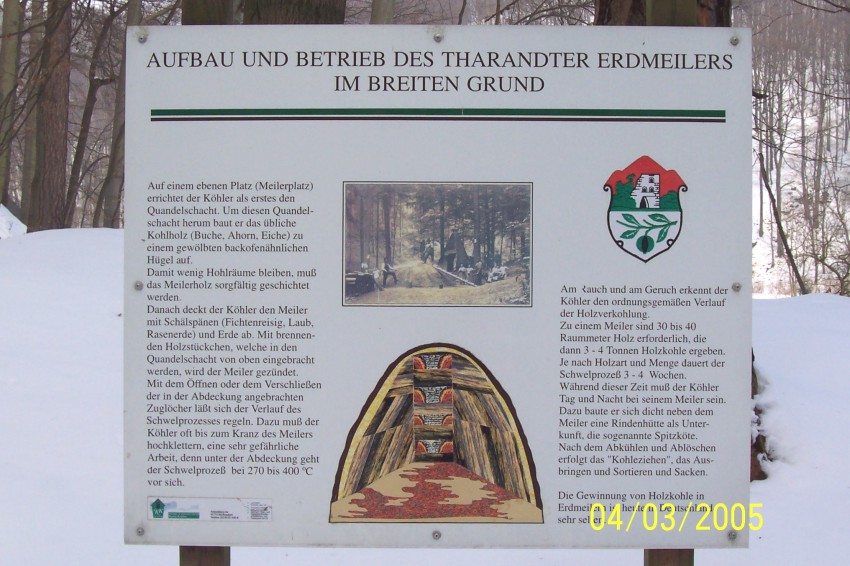 AUFBAU UND BETRIEB DES THARANDTER ERDMEILERS
IM BREITEN GRUND
Auf einem ebenen Platz (Meilerplatz)
errichtet der Köhler als erstes den
Quandelschacht. Um diesen Quandel-
schacht herum baut er das übliche
Kohlholz (Buche, Ahorn, Eiche) zu
einem gewölbten backofenähnlichen
Hügel auf.
Damit wenig Hohlräume bleiben, muß
das Meilerholz sorgfältig geschichtet
werden.
Danach deckt der Köhler den Meiler
mit Schälspänen (Fichtenreisig, Laub,
Rasenerde) und Erde ab. Mit brennen-
den Holzstückchen, welche in den
Quandelschacht von oben eingebracht
werden, wird der Meiler gezündet.
Mit dem Öffnen oder dem Verschließen
der in der Abdeckung angebrachten
Zuglöcher läßt sich der Verlauf des
Schwelprozesses regeln. Dazu muß der
Köhler oft bis zum Kranz des Meilers
hochklettern, eine sehr gefährliche
Arbeit, denn unter der Abdeckung geht
der Schwelprozeß bei 270 bis 400 °C
vor sich.
Am Rauch und am Geruch erkennt der
Köhler den ordnungsgemäßen Verlauf
der Holzverkohlung.
Zu einem Meiler sind 30 bis 40
Raummeter Holz erforderlich, die
dann 3 - 4 Tonnen Holzkohle ergeben.
Je nach Holzart und Menge dauert der
Schwelprozeß 3 - 4 Wochen.
Während dieser Zeit muß der Köhler
Tag und Nacht bei seinem Meiler sein.
Dazu baute er sich dicht neben dem
Meiler eine Rindenhütte als Unter-
kunft, die sogenannte Spitzköte.
Nach dem Abkühlen und Ablöschen
erfolgt das "Kohleziehen", das Aus-
bringen und Sortieren und Sacken.
Die Gewinnung von Holzkohle in
Erdmeilern ist heute in Deutschland
sehr selten.
04/03/2005